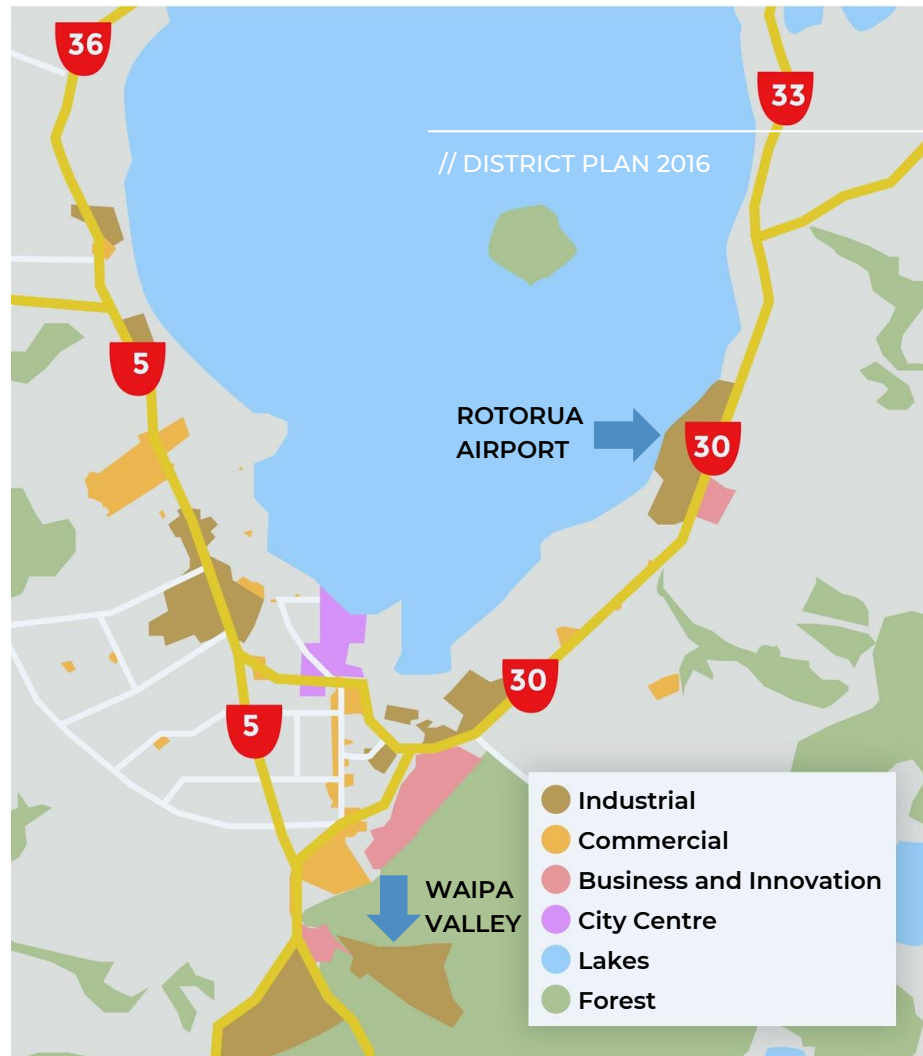 36
33
// DISTRICT PLAN 2016
5
ROTORUA
AIRPORT
30
30
5
Industrial
Commercial
Business and Innovation
City Centre
Lakes
Forest
WAIPA
VALLEY